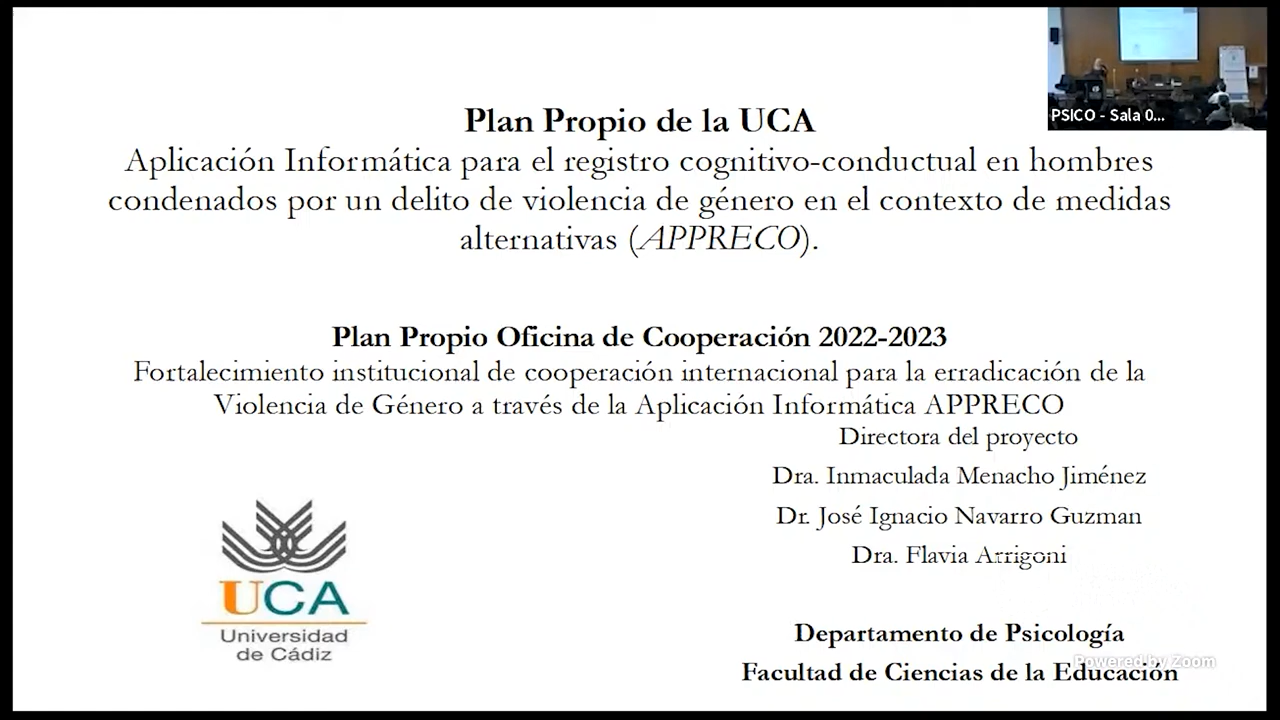 PSICO - Sala 0...
Plan Propio de la UCA
Aplicación Informática para el registro cognitivo-conductual en hombres
condenados por un delito de violencia de género en el contexto de medidas
alternativas (APPRECO).
Plan Propio Oficina de Cooperación 2022-2023
Fortalecimiento institucional de cooperación internacional para la erradicación de la
Violencia de Género a través de la Aplicación Informática APPRECO
Directora del proyecto
Dra. Inmaculada Menacho Jiménez
Dr. José Ignacio Navarro Guzman
Dra. Flavia Arrigoni
UCA
Universidad
de Cádiz
Departamento de Psicología
Powered by Zoom
Facultad de Ciencias de la Educación